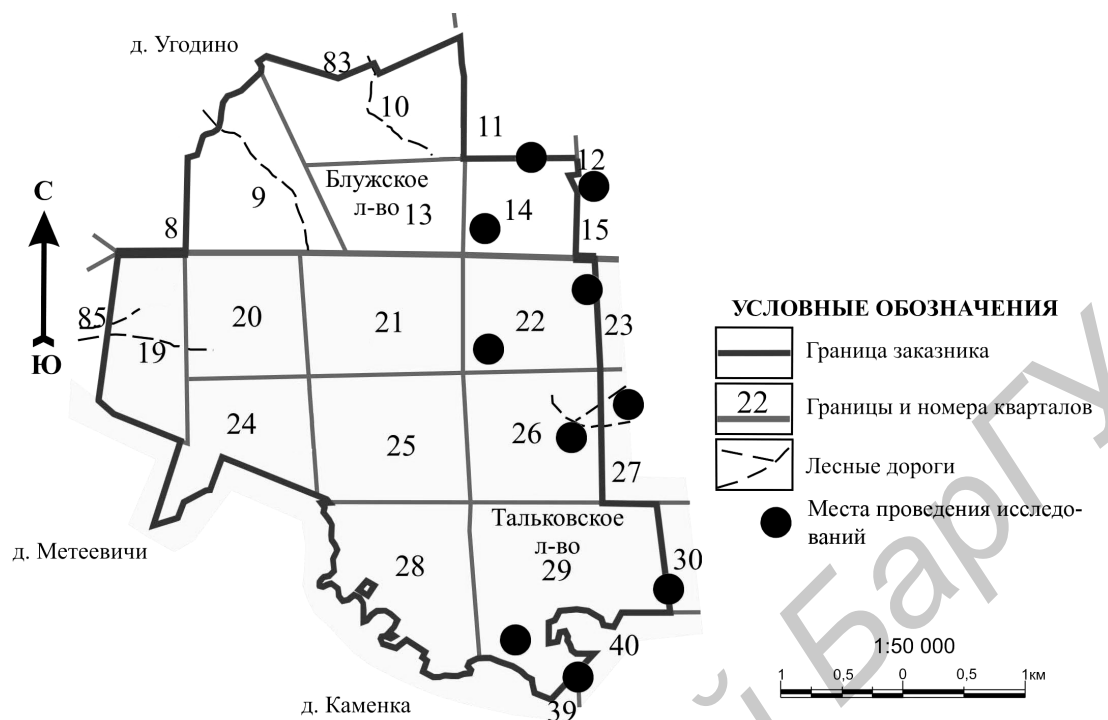 д. Угодино
83
10
11
12
Блужское
л-во 13
14
9
8
15
С
Ю
85
19
20
21
22
23
24
25
26
27
Тальковское
л-во
28
29
30
40
39
д. Метеевичи
д. Каменка
УСЛОВНЫЕ ОБОЗНАЧЕНИЯ
Граница заказника
22
Границы и номера кварталов
Лесные дороги
Места проведения исследо-
ваний
1:50 000
1 0,5 0 0,5 1км
й БарГУ